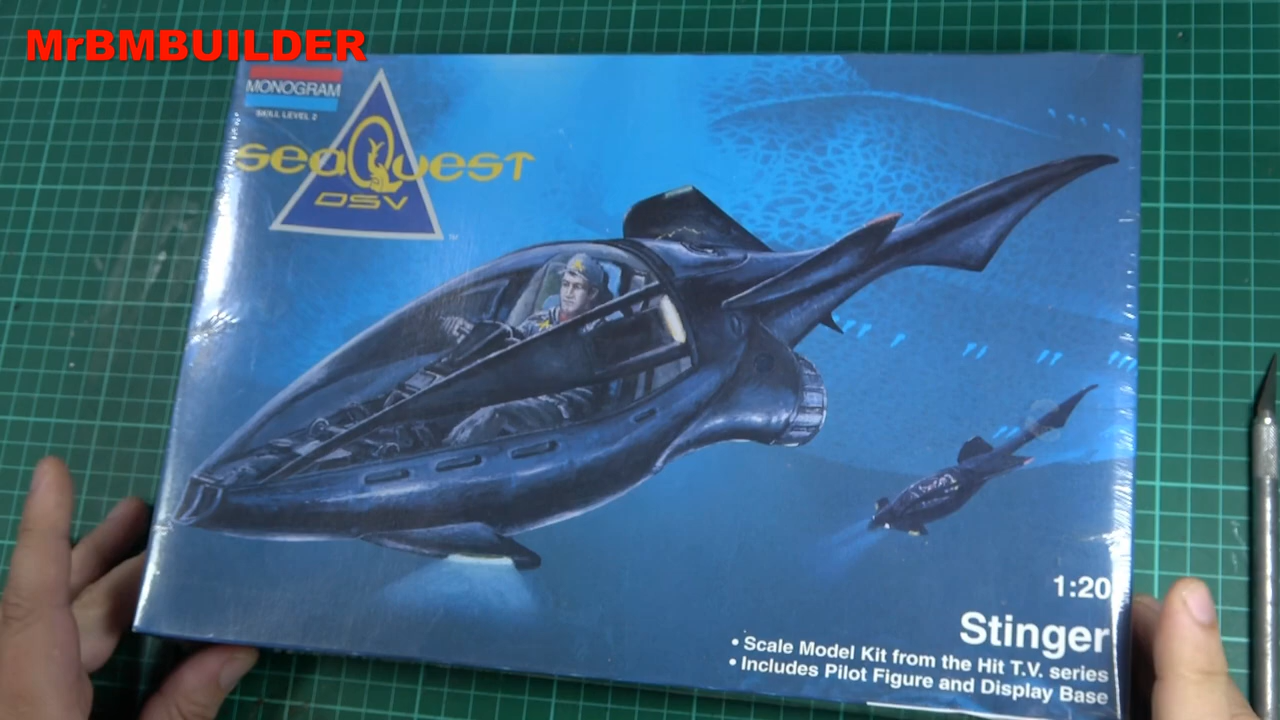 MrBMBUILDER
MONOGRAM
SKILL LEVEL 2
seaQuest
DSV
TM
1:20
Stinger
• Scale Model Kit from the Hit T.V. series
• Includes Pilot Figure and Display Base